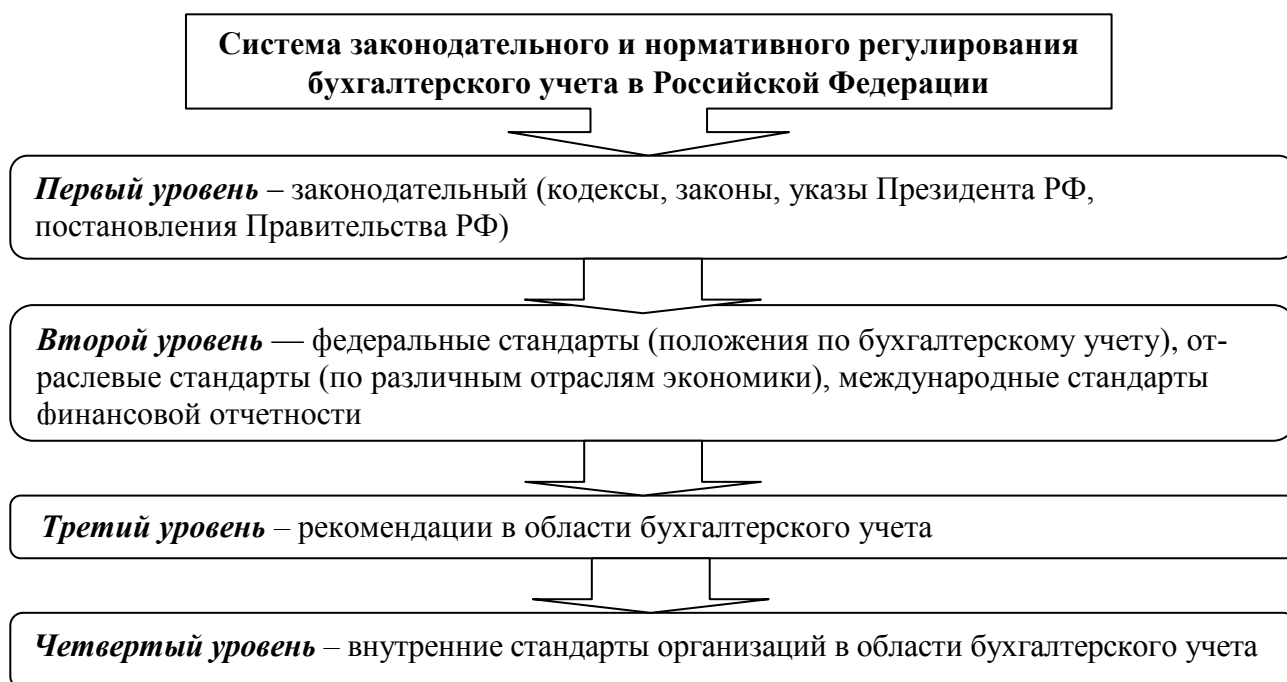 Система законодательного и нормативного регулирования
бухгалтерского учета в Российской Федерации
Первый уровень – законодательный (кодексы, законы, указы Президента РФ,
постановления Правительства РФ)
Второй уровень — федеральные стандарты (положения по бухгалтерскому учету), от-
раслевые стандарты (по различным отраслям экономики), международные стандарты
финансовой отчетности
Третий уровень – рекомендации в области бухгалтерского учета
Четвертый уровень – внутренние стандарты организаций в области бухгалтерского учета